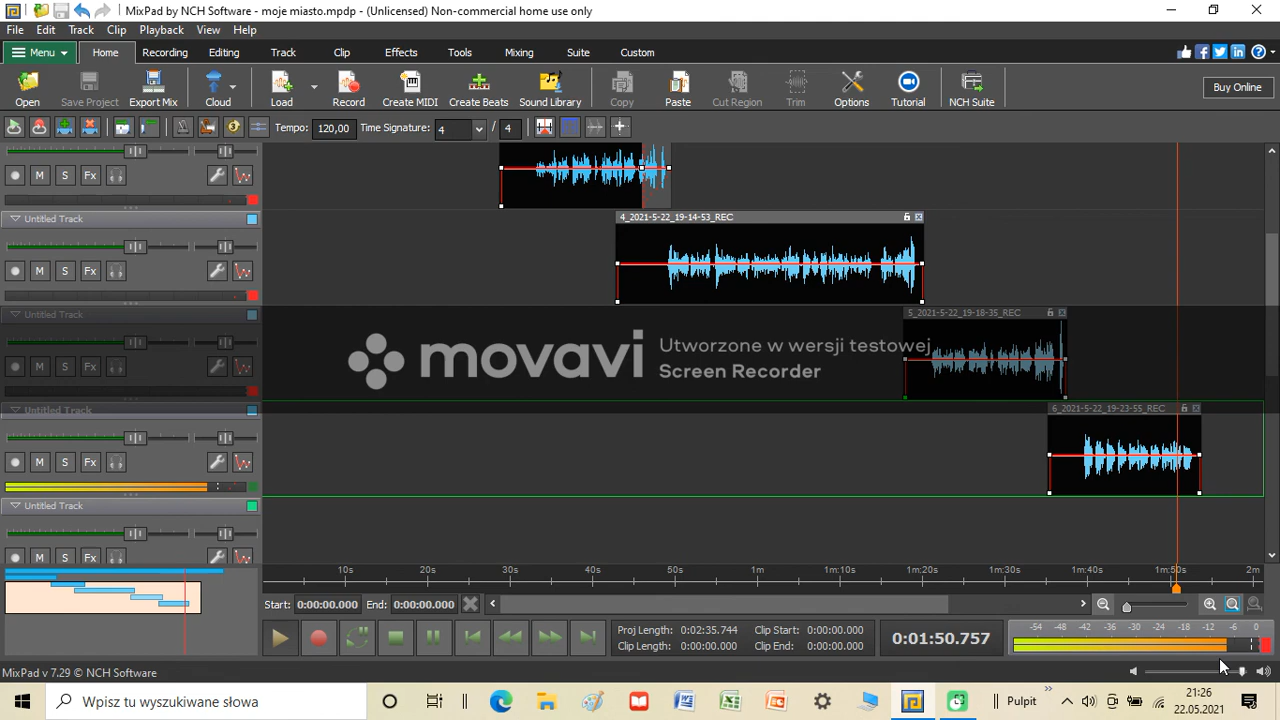 MixPad by NCH Software - moje miasto.mpdp - (Unlicensed) Non-commercial home use only
File Edit Track Clip Playback View Help
Menu Home Recording Editing Track Clip Effects Tools Mixing Suite Custom
Open Save Project Export Mix Cloud Load Record Create MIDI Create Beats Sound Library Copy Paste Cut Region Trim Options Tutorial NCH Suite Buy Online
Tempo: 120,00 Time Signature: 4 / 4
M S Fx
Untitled Track
4_2021-5-22_19-14-53_REC
M S Fx
Untitled Track
5_2021-5-22_19-18-35_REC
movavi
Utworzone w wersji testowej
Screen Recorder
M S Fx
Untitled Track
6_2021-5-22_19-23-55_REC
M S Fx
Untitled Track
M S Fx
10s 20s 30s 40s 50s 1m 1m:10s 1m:20s 1m:30s 1m:40s 1m:50s 2m
Start: 0:00:00.000 End: 0:00:00.000
Proj Length: 0:02:35.744 Clip Start: 0:00:00.000
Clip Length: 0:00:00.000 Clip End: 0:00:00.000
0:01:50.757
-54 -48 -42 -36 -30 -24 -18 -12 -6 0
MixPad v 7.29 © NCH Software
Wpisz tu wyszukiwane słowa
Pulpit
21:26
22.05.2021